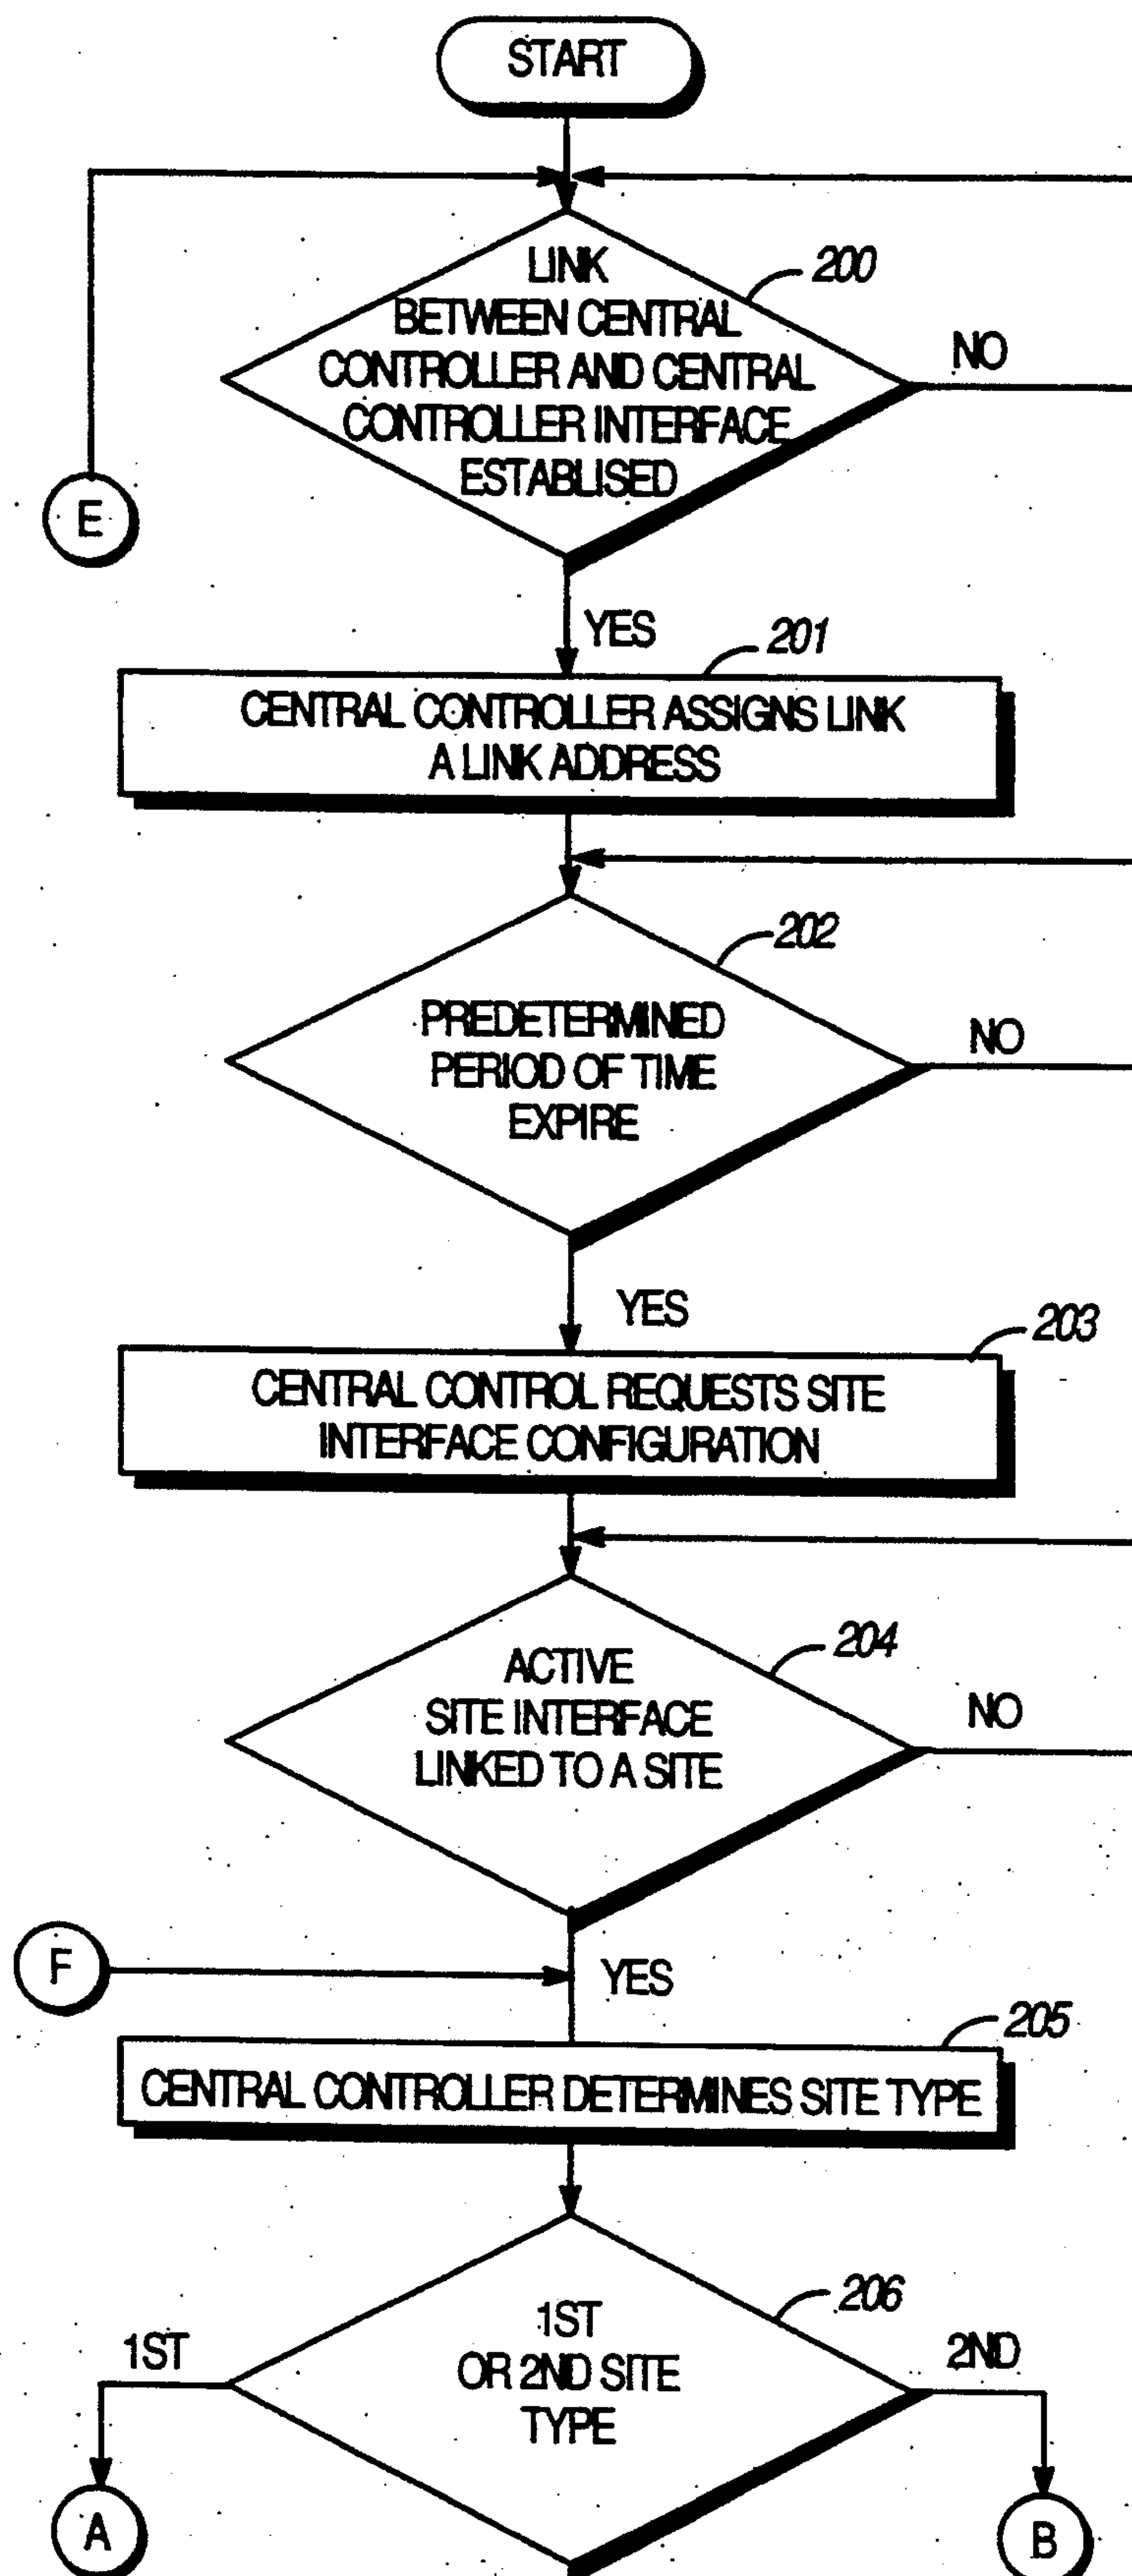 START
200
LINK
BETWEEN CENTRAL
CONTROLLER AND CENTRAL
CONTROLLER INTERFACE
ESTABLISED
NO
E
YES
201
CENTRAL CONTROLLER ASSIGNS LINK
A LINK ADDRESS
202
PREDETERMINED
PERIOD OF TIME
EXPIRE
NO
YES
203
CENTRAL CONTROL REQUESTS SITE
INTERFACE CONFIGURATION
204
ACTIVE
SITE INTERFACE
LINKED TO A SITE
NO
F
YES
205
CENTRAL CONTROLLER DETERMINES SITE TYPE
206
1ST
OR 2ND SITE
TYPE
1ST
2ND
A
B